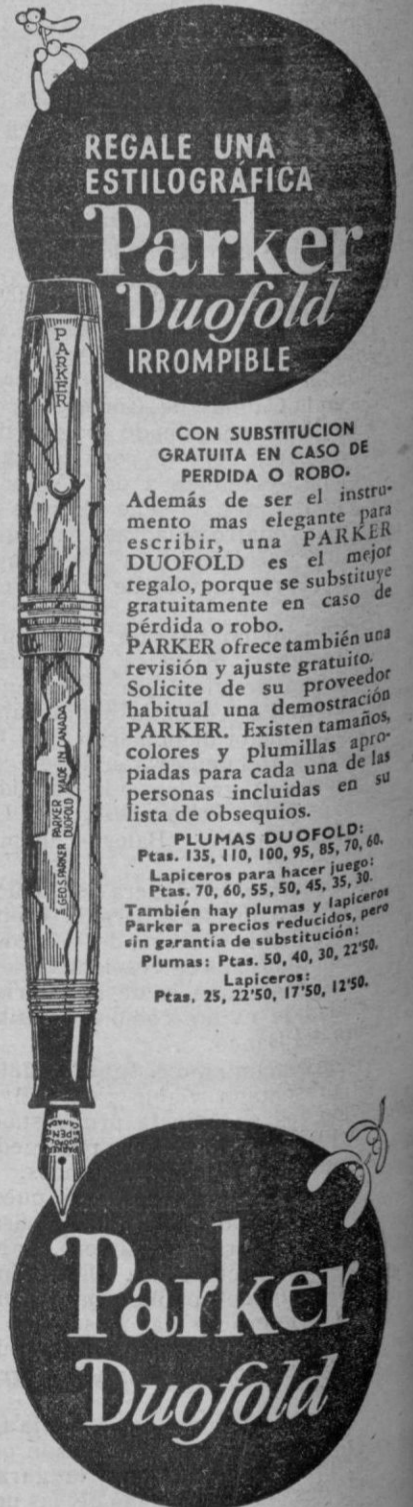 REGALE UNA
ESTILOGRÁFICA
Parker
Duofold
IRROMPIBLE
PARKER
CON SUBSTITUCION
GRATUITA EN CASO DE
PERDIDA O ROBO.
Además de ser el instru-
mento mas elegante para
escribir, una PARKER
DUOFOLD es el mejor
regalo, porque se substituye
gratuitamente en caso de
pérdida o robo.
PARKER ofrece también una
revisión y ajuste gratuito.
Solicite de su proveedor
habitual una demostración
PARKER. Existen tamaños,
colores y plumillas apro-
piadas para cada una de las
personas incluidas en su
lista de obsequios.
PLUMAS DUOFOLD:
Ptas. 135, 110, 100, 95, 85, 70, 60.
Lapiceros para hacer juego:
Ptas. 70, 60, 55, 50, 45, 35, 30.
También hay plumas y lapiceros
Parker a precios reducidos, pero
sin garantía de substitución:
Plumas: Ptas. 50, 40, 30, 22'50.
Lapiceros:
Ptas. 25, 22'50, 17'50, 12'50.
GEO.S.PARKER
PARKER
DUOFOLD
MADE IN CANADA
PARKER
PEN
Parker
Duofold